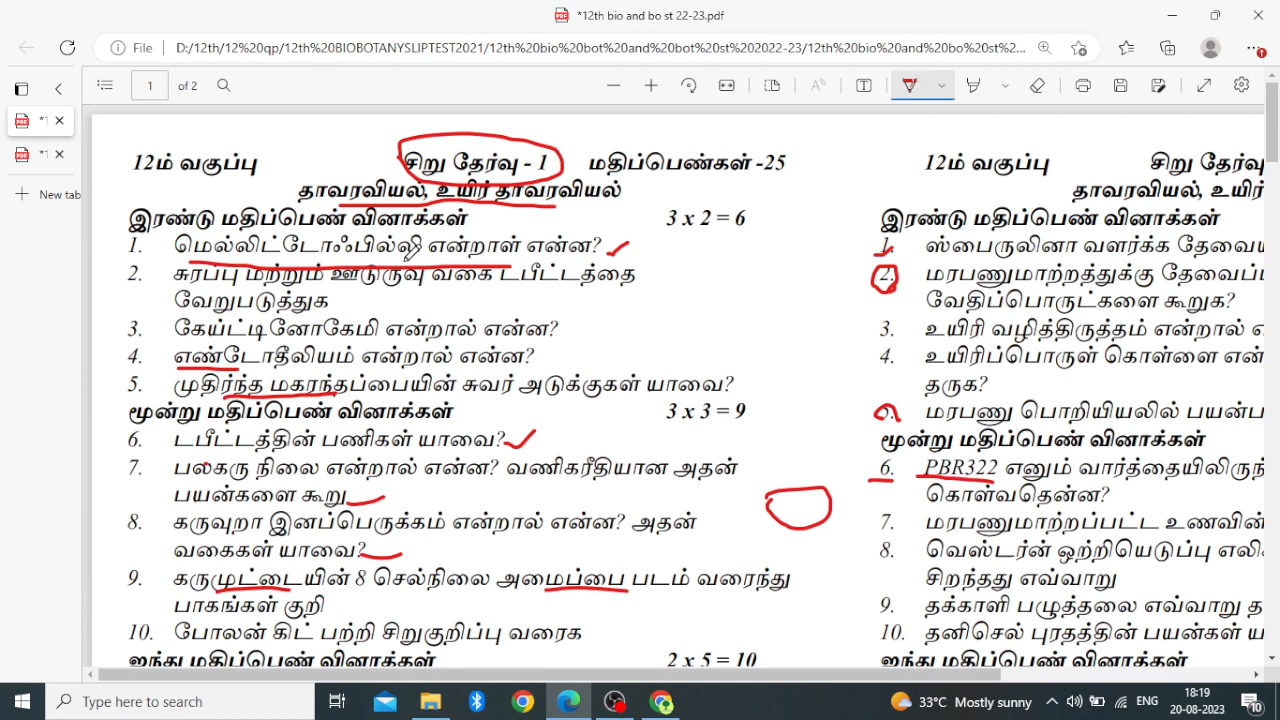 *12th bio and bo st 22-23.pdf
File D:/12th/12%20qp/12th%20BIOBOTANYSLIPTEST2021/12th%20bio%20bot%20and%20bot%20st%202022-23/12th%20bio%20and%20bo%20st%2...
1 of 2
New tab
12ம் வகுப்பு சிறு தேர்வு - 1 மதிப்பெண்கள் -25
தாவரவியல், உயிர் தாவரவியல்
இரண்டு மதிப்பெண் வினாக்கள் 3 x 2 = 6
1. மெல்லிட்டோஃபில்லி என்றாள் என்ன?
2. சுரப்பு மற்றும் ஊடுருவு வகை டபீட்டத்தை
வேறுபடுத்துக
3. கேய்ட்டினோகேமி என்றால் என்ன?
4. எண்டோதீலியம் என்றால் என்ன?
5. முதிர்ந்த மகரந்தப்பையின் சுவர் அடுக்குகள் யாவை?
மூன்று மதிப்பெண் வினாக்கள் 3 x 3 = 9
6. டபீட்டத்தின் பணிகள் யாவை?
7. பலகரு நிலை என்றால் என்ன? வணிகரீதியான அதன்
பயன்களை கூறு
8. கருவுறா இனப்பெருக்கம் என்றால் என்ன? அதன்
வகைகள் யாவை?
9. கருமுட்டையின் 8 செல்நிலை அமைப்பை படம் வரைந்து
பாகங்கள் குறி
10. போலன் கிட் பற்றி சிறுகுறிப்பு வரைக
ஐந்து மதிப்பெண் வினாக்கள் 2 x 5 = 10
12ம் வகுப்பு சிறு தேர்வு
தாவரவியல், உயிர்
இரண்டு மதிப்பெண் வினாக்கள்
1. ஸ்பைருலினா வளர்க்க
2. மரபணுமாற்றத்துக்கு
வேதிப்பொருட்களை கூறுக?
3. உயிரி வழித்திருத்தம் என்றால்
4. உயிரிப்பொருள் கொள்ளை
தருக?
5. மரபணு பொறியியலில்
மூன்று மதிப்பெண் வினாக்கள்
6. PBR322 எனும்
கொள்வதென்ன?
7. மரபணுமாற்றப்பட்ட உணவின்
8. வெஸ்டர்ன் ஒற்றியெடுப்பு
சிறந்தது எவ்வாறு
9. தக்காளி பழுத்தலை எவ்வாறு
10. தனிசெல் புரதத்தின் பயன்கள்
ஐந்து மதிப்பெண் வினாக்கள்
Type here to search
33°C Mostly sunny ENG 18:19
20-08-2023 10